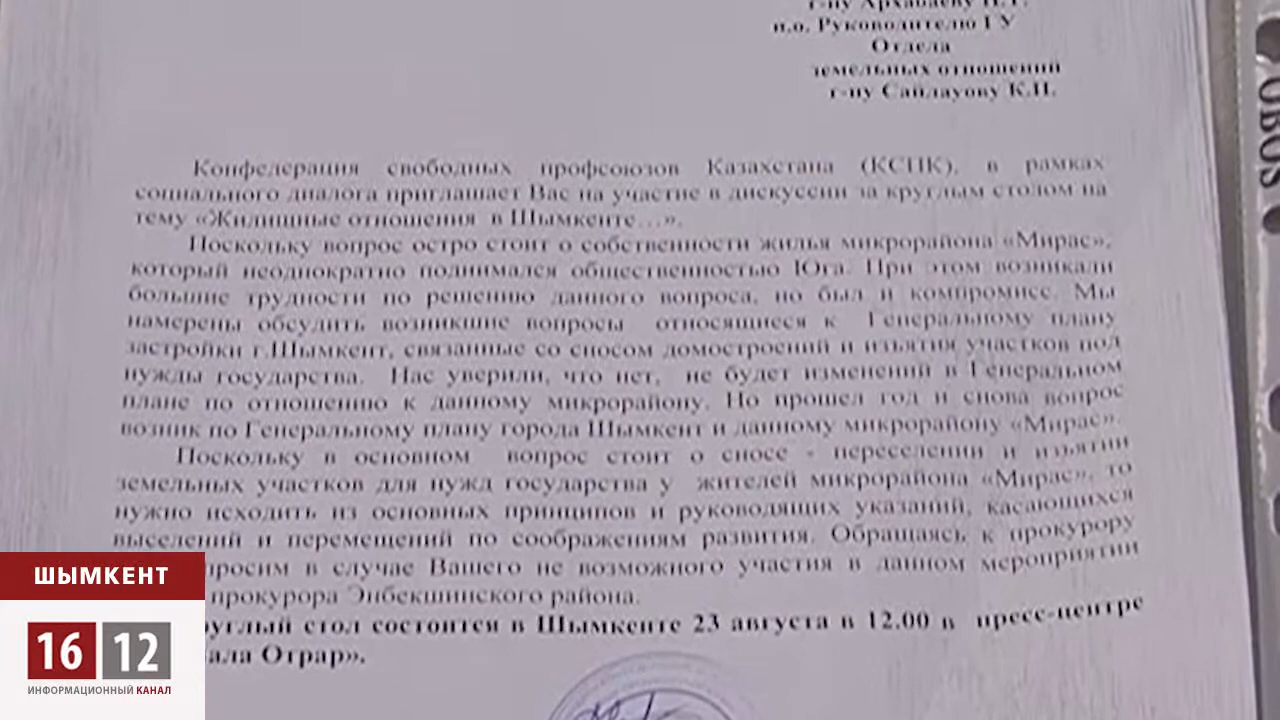 г-ну Архабаеву
и.о. Руководителю ГУ
Отдела
земельных отношений
г-ну Сайлауову К.Н.
Конфедерация свободных профсоюзов Казахстана (КСПК), в рамках
социального диалога приглашает Вас на участие в дискуссии за круглым столом на
тему «Жилищные отношения в Шымкенте…».
Поскольку вопрос остро стоит о собственности жилья микрорайона «Мирас»,
который неоднократно поднимался общественностью Юга. При этом возникали
большие трудности по решению данного вопроса, но был и компромисс. Мы
намерены обсудить возникшие вопросы относящиеся к Генеральному плану
застройки г.Шымкент, связанные со сносом домостроений и изъятия участков под
нужды государства. Нас уверили, что нет, не будет изменений в Генеральном
плане по отношению к данному микрорайону. Но прошел год и снова вопрос
возник по Генеральному плану города Шымкент и данному микрорайону «Мирас».
Поскольку в основном вопрос стоит о сносе - переселении и изъятии
земельных участков для нужд государства у жителей микрорайона «Мирас», то
нужно исходить из основных принципов и руководящих указаний, касающихся
выселений и перемещений по соображениям развития. Обращаясь к прокурору
просим в случае Вашего не возможного участия в данном мероприятии
прокурора Энбекшинского района.
руглый стол состоится в Шымкенте 23 августа в 12.00 в пресс-центре
ала Отрар».
ШЫМКЕНТ
16 12
ИНФОРМАЦИОННЫЙ КАНАЛ